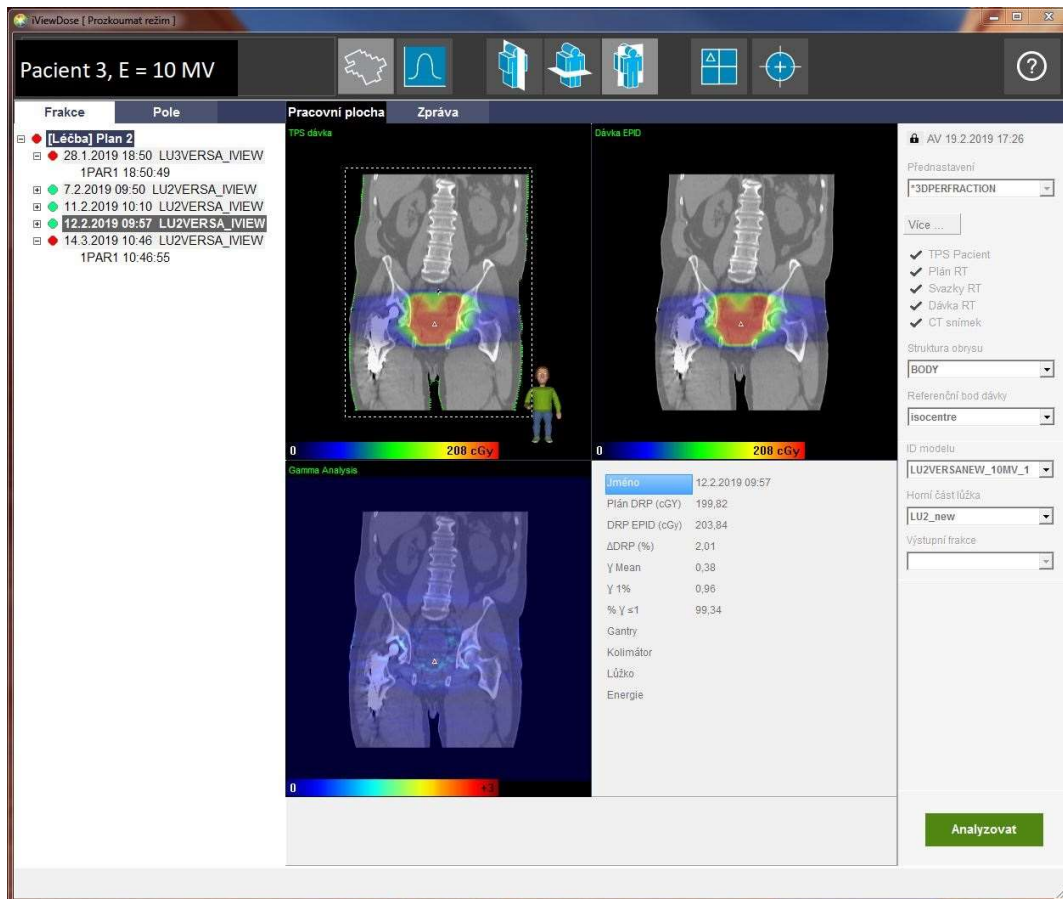 iViewDose [ Prozkoumat režim ]
Pacient 3, E = 10 MV
Frakce Pole Pracovní plocha Zpráva
[Léčba] Plan 2
28.1.2019 18:50 LU3VERSA_IVIEW
1PAR1 18:50:49
7.2.2019 09:50 LU2VERSA_IVIEW
11.2.2019 10:10 LU2VERSA_IVIEW
12.2.2019 09:57 LU2VERSA_IVIEW
14.3.2019 10:46 LU2VERSA_IVIEW
1PAR1 10:46:55
TPS dávka
0 208 cGy
Dávka EPID
0 208 cGy
Gamma Analysis
0 +3
Jméno 12.2.2019 09:57
Plán DRP (cGY) 199,82
DRP EPID (cGy) 203,84
ΔDRP (%) 2,01
γ Mean 0,38
γ 1% 0,96
% γ ≤1 99,34
Gantry
Kolimátor
Lůžko
Energie
AV 19.2.2019 17:26
Přednastavení
*3DPERFRACTION
Více ...
TPS Pacient
Plán RT
Svazky RT
Dávka RT
CT snímek
Struktura obrysu
BODY
Referenční bod dávky
isocentre
ID modelu
LU2VERSANEW_10MV_1
Horní část lůžka
LU2_new
Výstupní frakce
Analyzovat